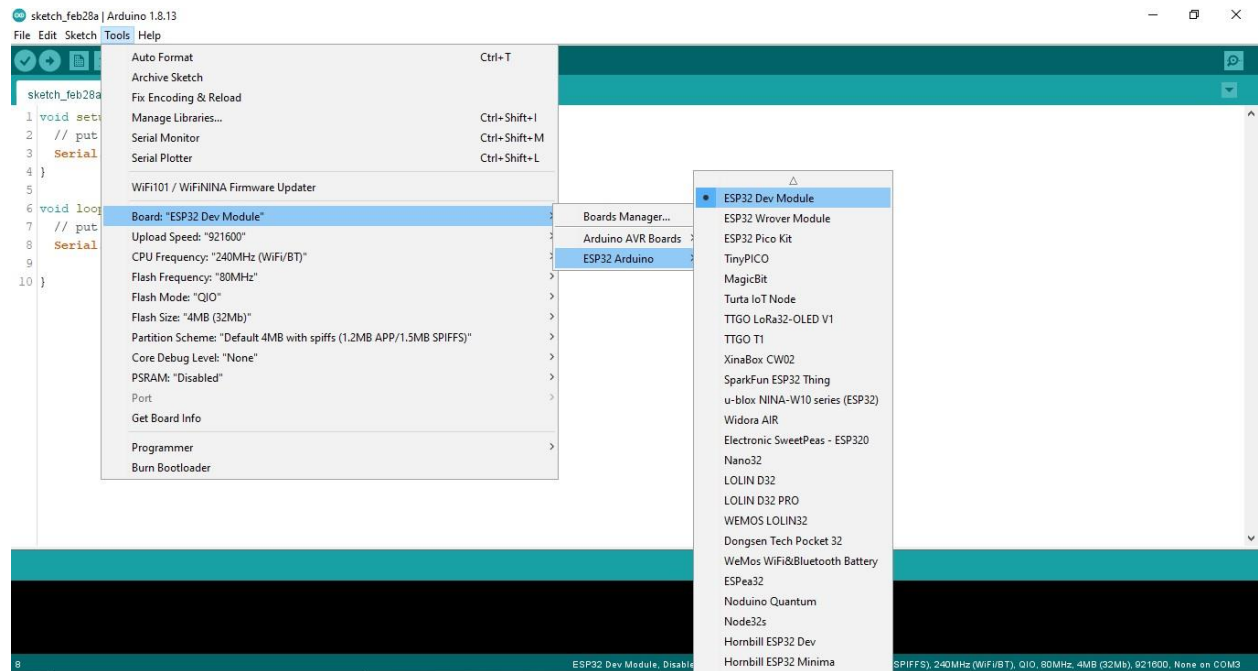 sketch_feb28a | Arduino 1.8.13
File Edit Sketch Tools Help
sketch_feb28a
1 void setu
2 // put
3 Serial
4 }
5
6 void loop
7 // put
8 Serial
9
10 }
Auto Format Ctrl+T
Archive Sketch
Fix Encoding & Reload
Manage Libraries... Ctrl+Shift+I
Serial Monitor Ctrl+Shift+M
Serial Plotter Ctrl+Shift+L
WiFi101 / WiFiNINA Firmware Updater
Board: "ESP32 Dev Module"
Upload Speed: "921600"
CPU Frequency: "240MHz (WiFi/BT)"
Flash Frequency: "80MHz"
Flash Mode: "QIO"
Flash Size: "4MB (32Mb)"
Partition Scheme: "Default 4MB with spiffs (1.2MB APP/1.5MB SPIFFS)"
Core Debug Level: "None"
PSRAM: "Disabled"
Port
Get Board Info
Programmer
Burn Bootloader
Boards Manager...
Arduino AVR Boards
ESP32 Arduino
ESP32 Dev Module
ESP32 Wrover Module
ESP32 Pico Kit
TinyPICO
MagicBit
Turta IoT Node
TTGO LoRa32-OLED V1
TTGO T1
XinaBox CW02
SparkFun ESP32 Thing
u-blox NINA-W10 series (ESP32)
Widora AIR
Electronic SweetPeas - ESP320
Nano32
LOLIN D32
LOLIN D32 PRO
WEMOS LOLIN32
Dongsen Tech Pocket 32
WeMos WiFi&Bluetooth Battery
ESPea32
Noduino Quantum
Node32s
Hornbill ESP32 Dev
Hornbill ESP32 Minima
8 ESP32 Dev Module, Disable SPIFFS), 240MHz (WiFi/BT), QIO, 80MHz, 4MB (32Mb), 921600, None on COM3